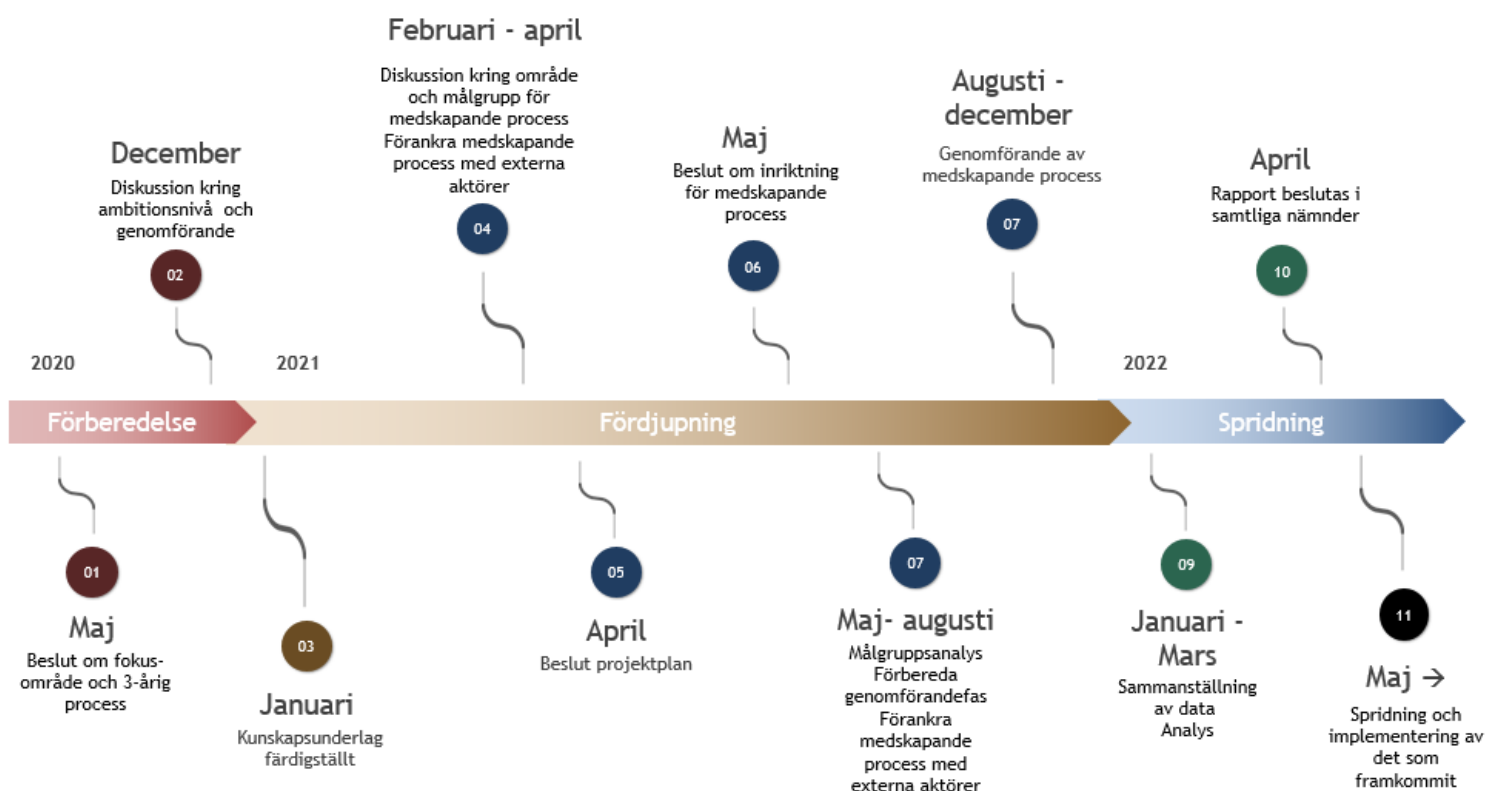 Februari - april
Diskussion kring område
och målgrupp för
medskapande process
Förankra medskapande
process med externa
aktörer
04
Augusti -
december
Genomförande av
medskapande process
07
December
Diskussion kring
ambitionsnivå och
genomförande
02
Maj
Beslut om inriktning
för medskapande
process
06
April
Rapport beslutas i
samtliga nämnder
10
2020
2021
2022
Förberedelse
Fördjupning
Spridning
01
Maj
Beslut om fokus-
område och 3-årig
process
03
Januari
Kunskapsunderlag
färdigställt
05
April
Beslut projektplan
07
Maj- augusti
Målgruppsanalys
Förbereda
genomförandefas
Förankra
medskapande
process med
externa aktörer
09
Januari -
Mars
Sammanställning
av data
Analys
11
Maj →
Spridning och
implementering av
det som
framkommit